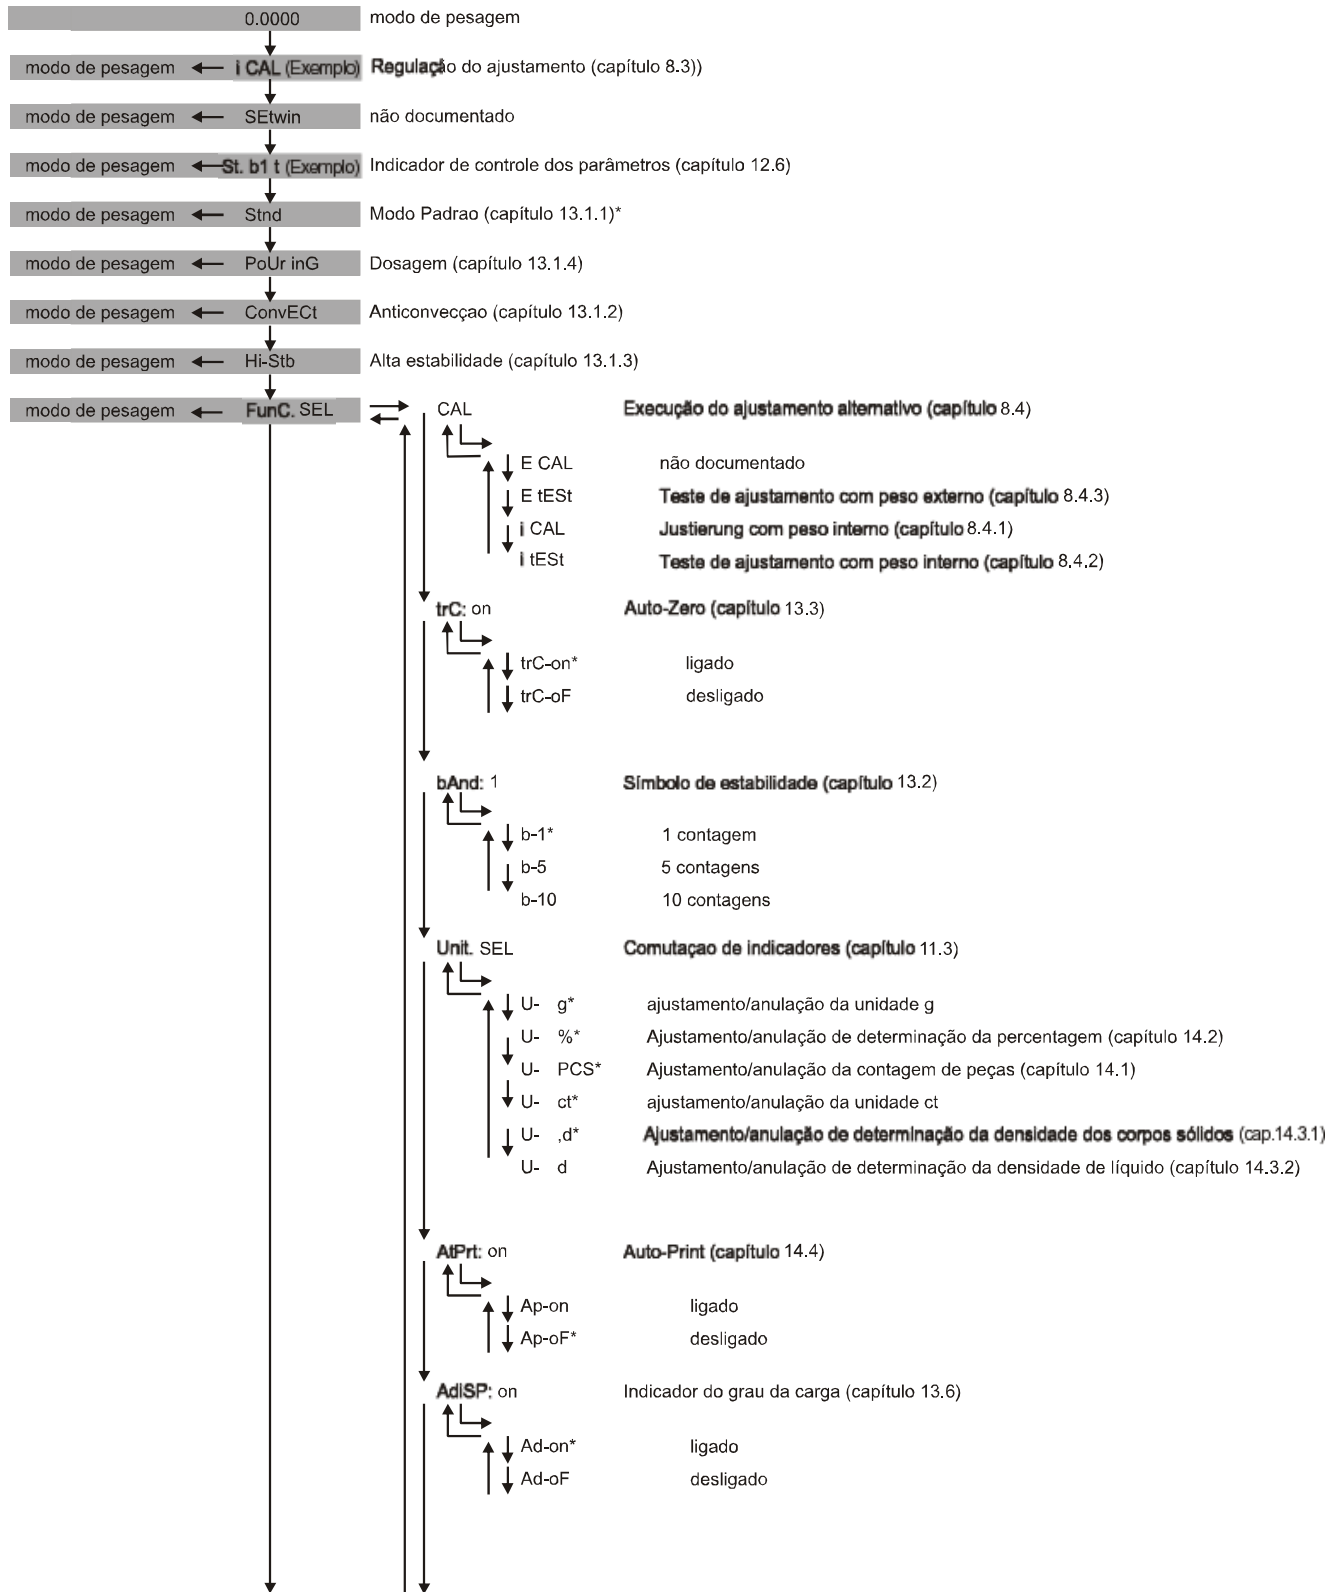 0.0000 modo de pesagem
modo de pesagem i CAL (Exemplo) Regulação do ajustamento (capítulo 8.3))
modo de pesagem SEtwin não documentado
modo de pesagem St. b1 t (Exemplo) Indicador de controle dos parâmetros (capítulo 12.6)
modo de pesagem Stnd Modo Padrao (capítulo 13.1.1)*
modo de pesagem PoUr inG Dosagem (capítulo 13.1.4)
modo de pesagem ConvECt Anticonvecçao (capítulo 13.1.2)
modo de pesagem Hi-Stb Alta estabilidade (capítulo 13.1.3)
modo de pesagem FunC. SEL CAL Execução do ajustamento alternativo (capítulo 8.4)
E CAL não documentado
E tESt Teste de ajustamento com peso externo (capítulo 8.4.3)
i CAL Justierung com peso interno (capítulo 8.4.1)
i tESt Teste de ajustamento com peso interno (capítulo 8.4.2)
trC: on Auto-Zero (capítulo 13.3)
trC-on* ligado
trC-oF desligado
bAnd: 1 Símbolo de estabilidade (capítulo 13.2)
b-1* 1 contagem
b-5 5 contagens
b-10 10 contagens
Unit. SEL Comutaçao de indicadores (capítulo 11.3)
U- g* ajustamento/anulação da unidade g
U- %* Ajustamento/anulação de determinação da percentagem (capítulo 14.2)
U- PCS* Ajustamento/anulação da contagem de peças (capítulo 14.1)
U- ct* ajustamento/anulação da unidade ct
U- ,d* Ajustamento/anulação de determinação da densidade dos corpos sólidos (cap.14.3.1)
U- d Ajustamento/anulação de determinação da densidade de líquido (capítulo 14.3.2)
AtPrt: on Auto-Print (capítulo 14.4)
Ap-on ligado
Ap-oF* desligado
AdiSP: on Indicador do grau da carga (capítulo 13.6)
Ad-on* ligado
Ad-oF desligado